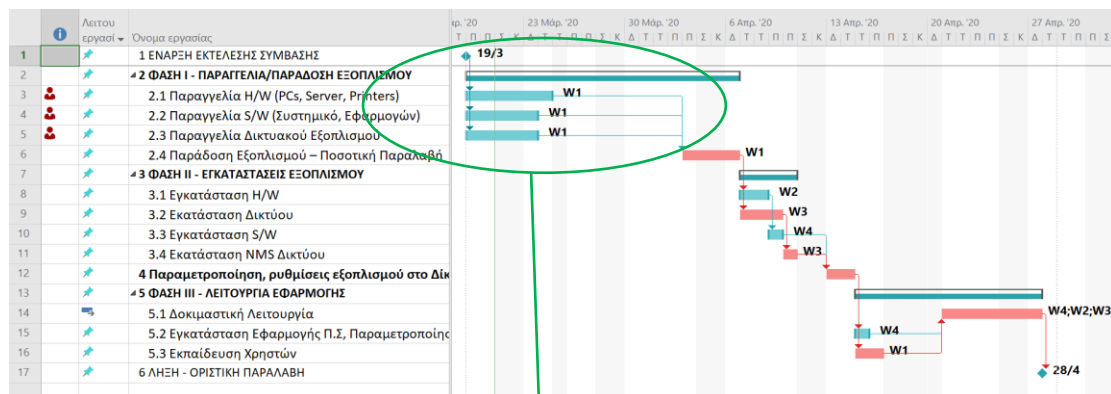 Λειτου
εργασί Όνομα εργασίας
ιρ. '20 23 Μάρ. '20 30 Μάρ. '20 6 Απρ. '20 13 Απρ. '20 20 Απρ. '20 27 Απρ. '20
Τ Π Π Σ Κ Δ Τ Τ Π Π Σ Κ Δ Τ Τ Π Π Σ Κ Δ Τ Τ Π Π Σ Κ Δ Τ Τ Π Π Σ Κ Δ Τ Τ Π Π Σ Κ Δ Τ Τ Π Π Σ
1 1 ΕΝΑΡΞΗ ΕΚΤΕΛΕΣΗΣ ΣΥΜΒΑΣΗΣ 19/3
2 2 ΦΑΣΗ Ι - ΠΑΡΑΓΓΕΛΙΑ/ΠΑΡΑΔΟΣΗ ΕΞΟΠΛΙΣΜΟΥ
3 2.1 Παραγγελία H/W (PCs, Server, Printers) W1
4 2.2 Παραγγελία S/W (Συστημικό, Εφαρμογών) W1
5 2.3 Παραγγελία Δικτυακού Εξοπλισμού W1
6 2.4 Παράδοση Εξοπλισμού – Ποσοτική Παραλαβή W1
7 3 ΦΑΣΗ ΙΙ - ΕΓΚΑΤΑΣΤΑΣΕΙΣ ΕΞΟΠΛΙΣΜΟΥ
8 3.1 Εγκατάσταση H/W W2
9 3.2 Εκατάσταση Δικτύου W3
10 3.3 Εγκατάσταση S/W W4
11 3.4 Εκατάσταση NMS Δικτύου W3
12 4 Παραμετροποίηση, ρυθμίσεις εξοπλισμού στο Δίκ
13 5 ΦΑΣΗ ΙΙΙ - ΛΕΙΤΟΥΡΓΙΑ ΕΦΑΡΜΟΓΗΣ
14 5.1 Δοκιμαστική Λειτουργία W4;W2;W3
15 5.2 Εγκατάσταση Εφαρμογής Π.Σ, Παραμετροποίης W4
16 5.3 Εκπαίδευση Χρηστών W1
17 6 ΛΗΞΗ - ΟΡΙΣΤΙΚΗ ΠΑΡΑΛΑΒΗ 28/4